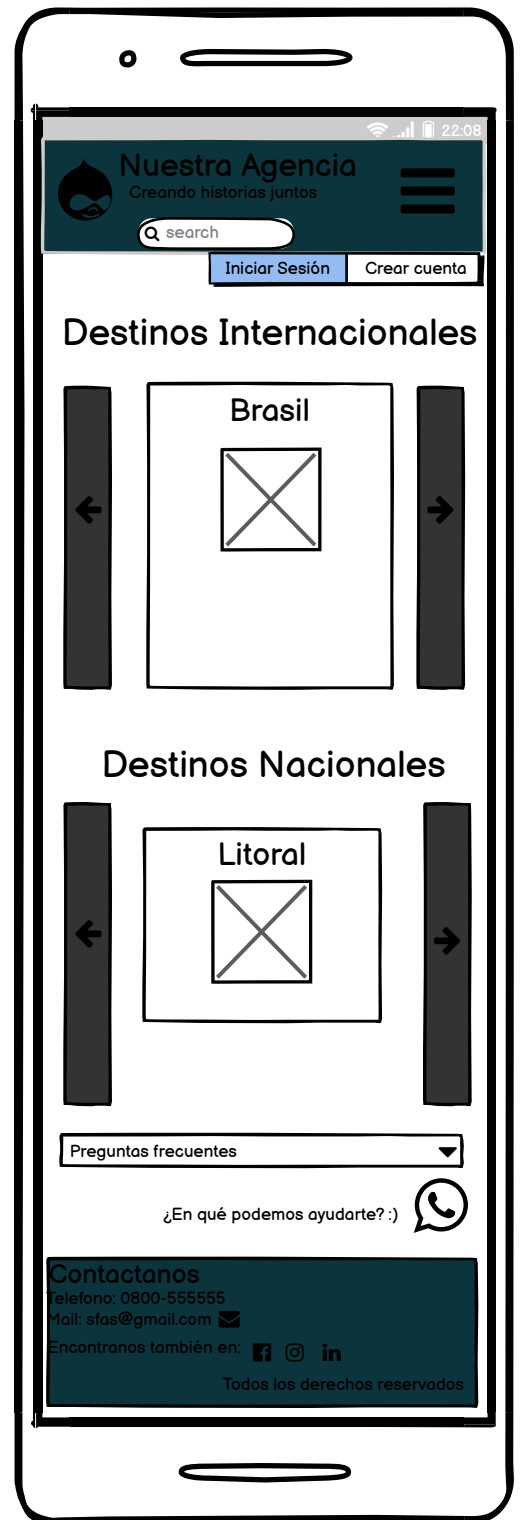 22:08
Nuestra Agencia
Creando historias juntos
search
Iniciar Sesión
Crear cuenta
Destinos Internacionales
Brasil
Destinos Nacionales
Litoral
Preguntas frecuentes
¿En qué podemos ayudarte? :)
Contactanos
Telefono: 0800-555555
Mail: sfas@gmail.com
Encontranos también en:
Todos los derechos reservados